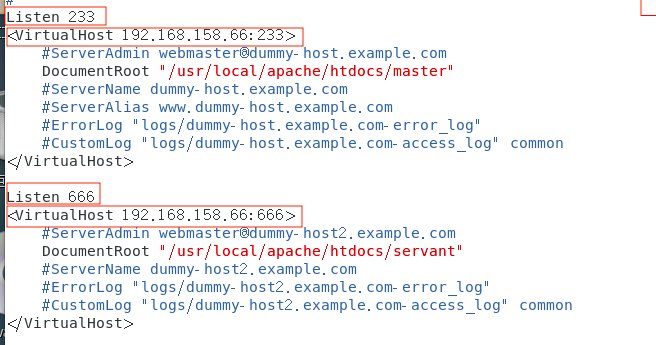 #
Listen 233
<VirtualHost 192.168.158.66:233>
#ServerAdmin webmaster@dummy-host.example.com
DocumentRoot "/usr/local/apache/htdocs/master"
#ServerName dummy-host.example.com
#ServerAlias www.dummy-host.example.com
#ErrorLog "logs/dummy-host.example.com-error_log"
#CustomLog "logs/dummy-host.example.com-access_log" common
</VirtualHost>
Listen 666
<VirtualHost 192.168.158.66:666>
#ServerAdmin webmaster@dummy-host2.example.com
DocumentRoot "/usr/local/apache/htdocs/servant"
#ServerName dummy-host2.example.com
#ErrorLog "logs/dummy-host2.example.com-error_log"
#CustomLog "logs/dummy-host2.example.com-access_log" common
</VirtualHost>